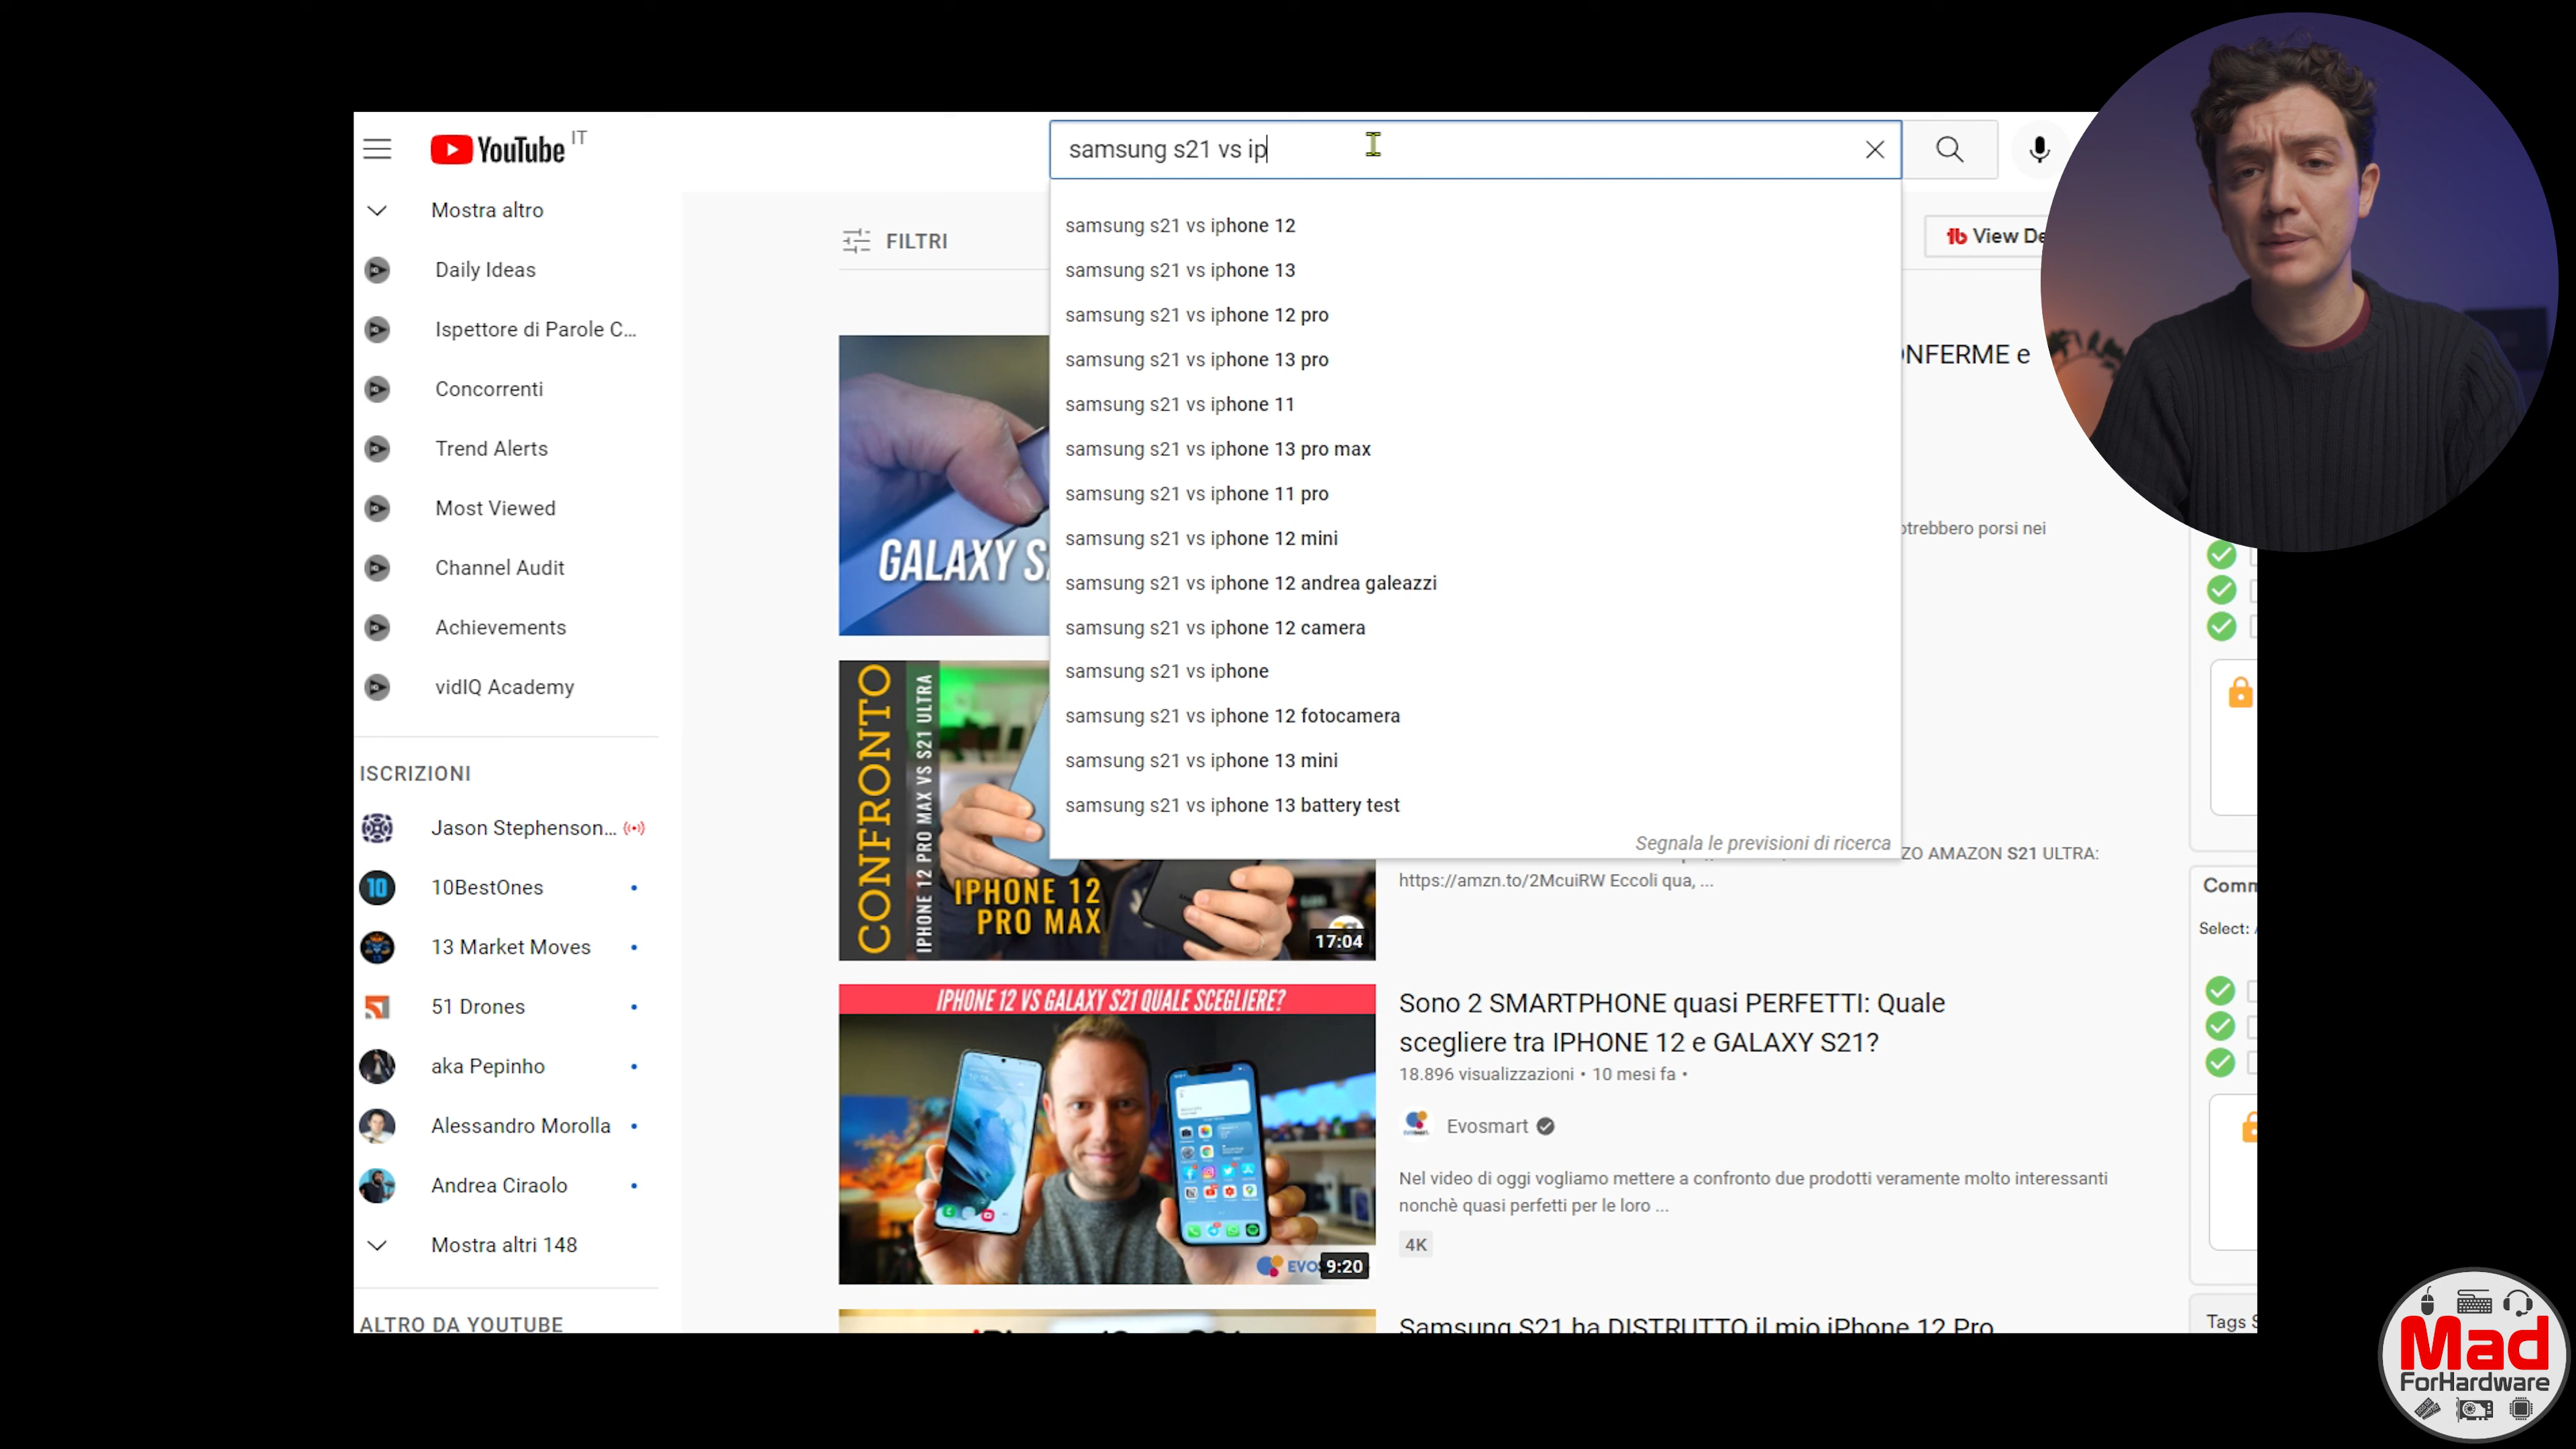 YouTube IT
samsung s21 vs ip
Mostra altro
Daily Ideas
Ispettore di Parole C...
Concorrenti
Trend Alerts
Most Viewed
Channel Audit
Achievements
vidIQ Academy
ISCRIZIONI
Jason Stephenson...
10BestOnes
13 Market Moves
51 Drones
aka Pepinho
Alessandro Morolla
Andrea Ciraolo
Mostra altri 148
ALTRO DA YOUTUBE
FILTRI
samsung s21 vs iphone 12
samsung s21 vs iphone 13
samsung s21 vs iphone 12 pro
samsung s21 vs iphone 13 pro
samsung s21 vs iphone 11
samsung s21 vs iphone 13 pro max
samsung s21 vs iphone 11 pro
samsung s21 vs iphone 12 mini
samsung s21 vs iphone 12 andrea galeazzi
samsung s21 vs iphone 12 camera
samsung s21 vs iphone
samsung s21 vs iphone 12 fotocamera
samsung s21 vs iphone 13 mini
samsung s21 vs iphone 13 battery test
Segnala le previsioni di ricerca
View De
NFERME e
otrebbero porsi nei
GALAXY S
CONFRONTO
IPHONE 12 PRO MAX VS S21 ULTRA
IPHONE 12
PRO MAX
17:04
ZO AMAZON S21 ULTRA:
https://amzn.to/2McuiRW Eccoli qua, ...
IPHONE 12 VS GALAXY S21 QUALE SCEGLIERE?
EVOS
9:20
Sono 2 SMARTPHONE quasi PERFETTI: Quale
scegliere tra IPHONE 12 e GALAXY S21?
18.896 visualizzazioni • 10 mesi fa •
Evosmart
Nel video di oggi vogliamo mettere a confronto due prodotti veramente molto interessanti
nonchè quasi perfetti per le loro ...
4K
Samsung S21 ha DISTRUTTO il mio iPhone 12 Pro
Comm
Select:
Tags S
Mad
ForHardware